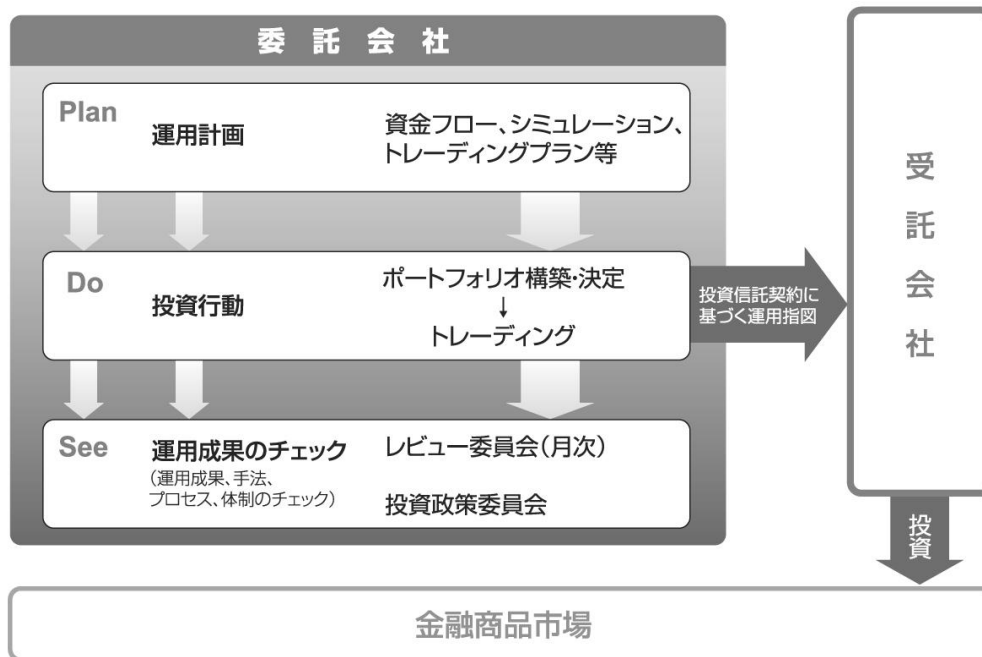 委託会社
Plan
運用計画
資金フロー、シミュレーション、
トレーディングプラン等
Do
投資行動
ポートフォリオ構築・決定
↓
トレーディング
投資信託契約に
基づく運用指図
See
運用成果のチェック
(運用成果、手法、
プロセス、体制のチェック)
レビュー委員会(月次)
投資政策委員会
受託会社
投資
金融商品市場